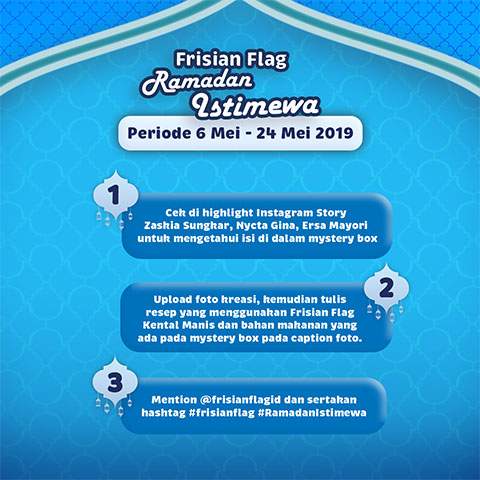 Frisian Flag
Ramadan
Istimewa
Periode 6 Mei - 24 Mei 2019
1
Cek di highlight Instagram Story
Zaskia Sungkar, Nycta Gina, Ersa Mayori
untuk mengetahui isi di dalam mystery box
2
Upload foto kreasi, kemudian tulis
resep yang menggunakan Frisian Flag
Kental Manis dan bahan makanan yang
ada pada mystery box pada caption foto.
3
Mention @frisianflagid dan sertakan
hashtag #frisianflag #RamadanIstimewa